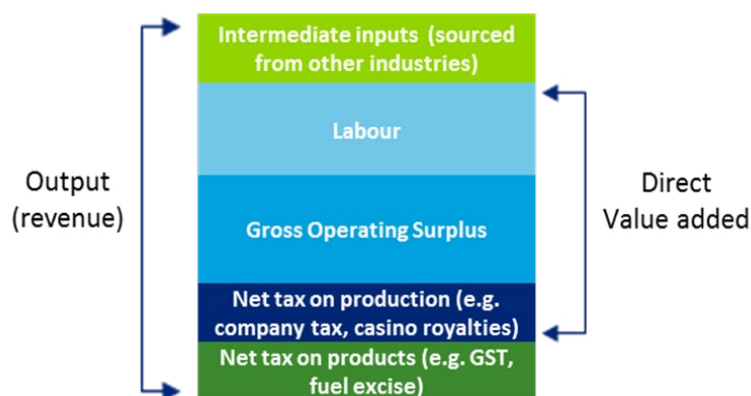 Intermediate inputs (sourced
from other industries)
Labour
Output
(revenue)
Direct
Value added
Gross Operating Surplus
Net tax on production (e.g.
company tax, casino royalties)
Net tax on products (e.g. GST,
fuel excise)